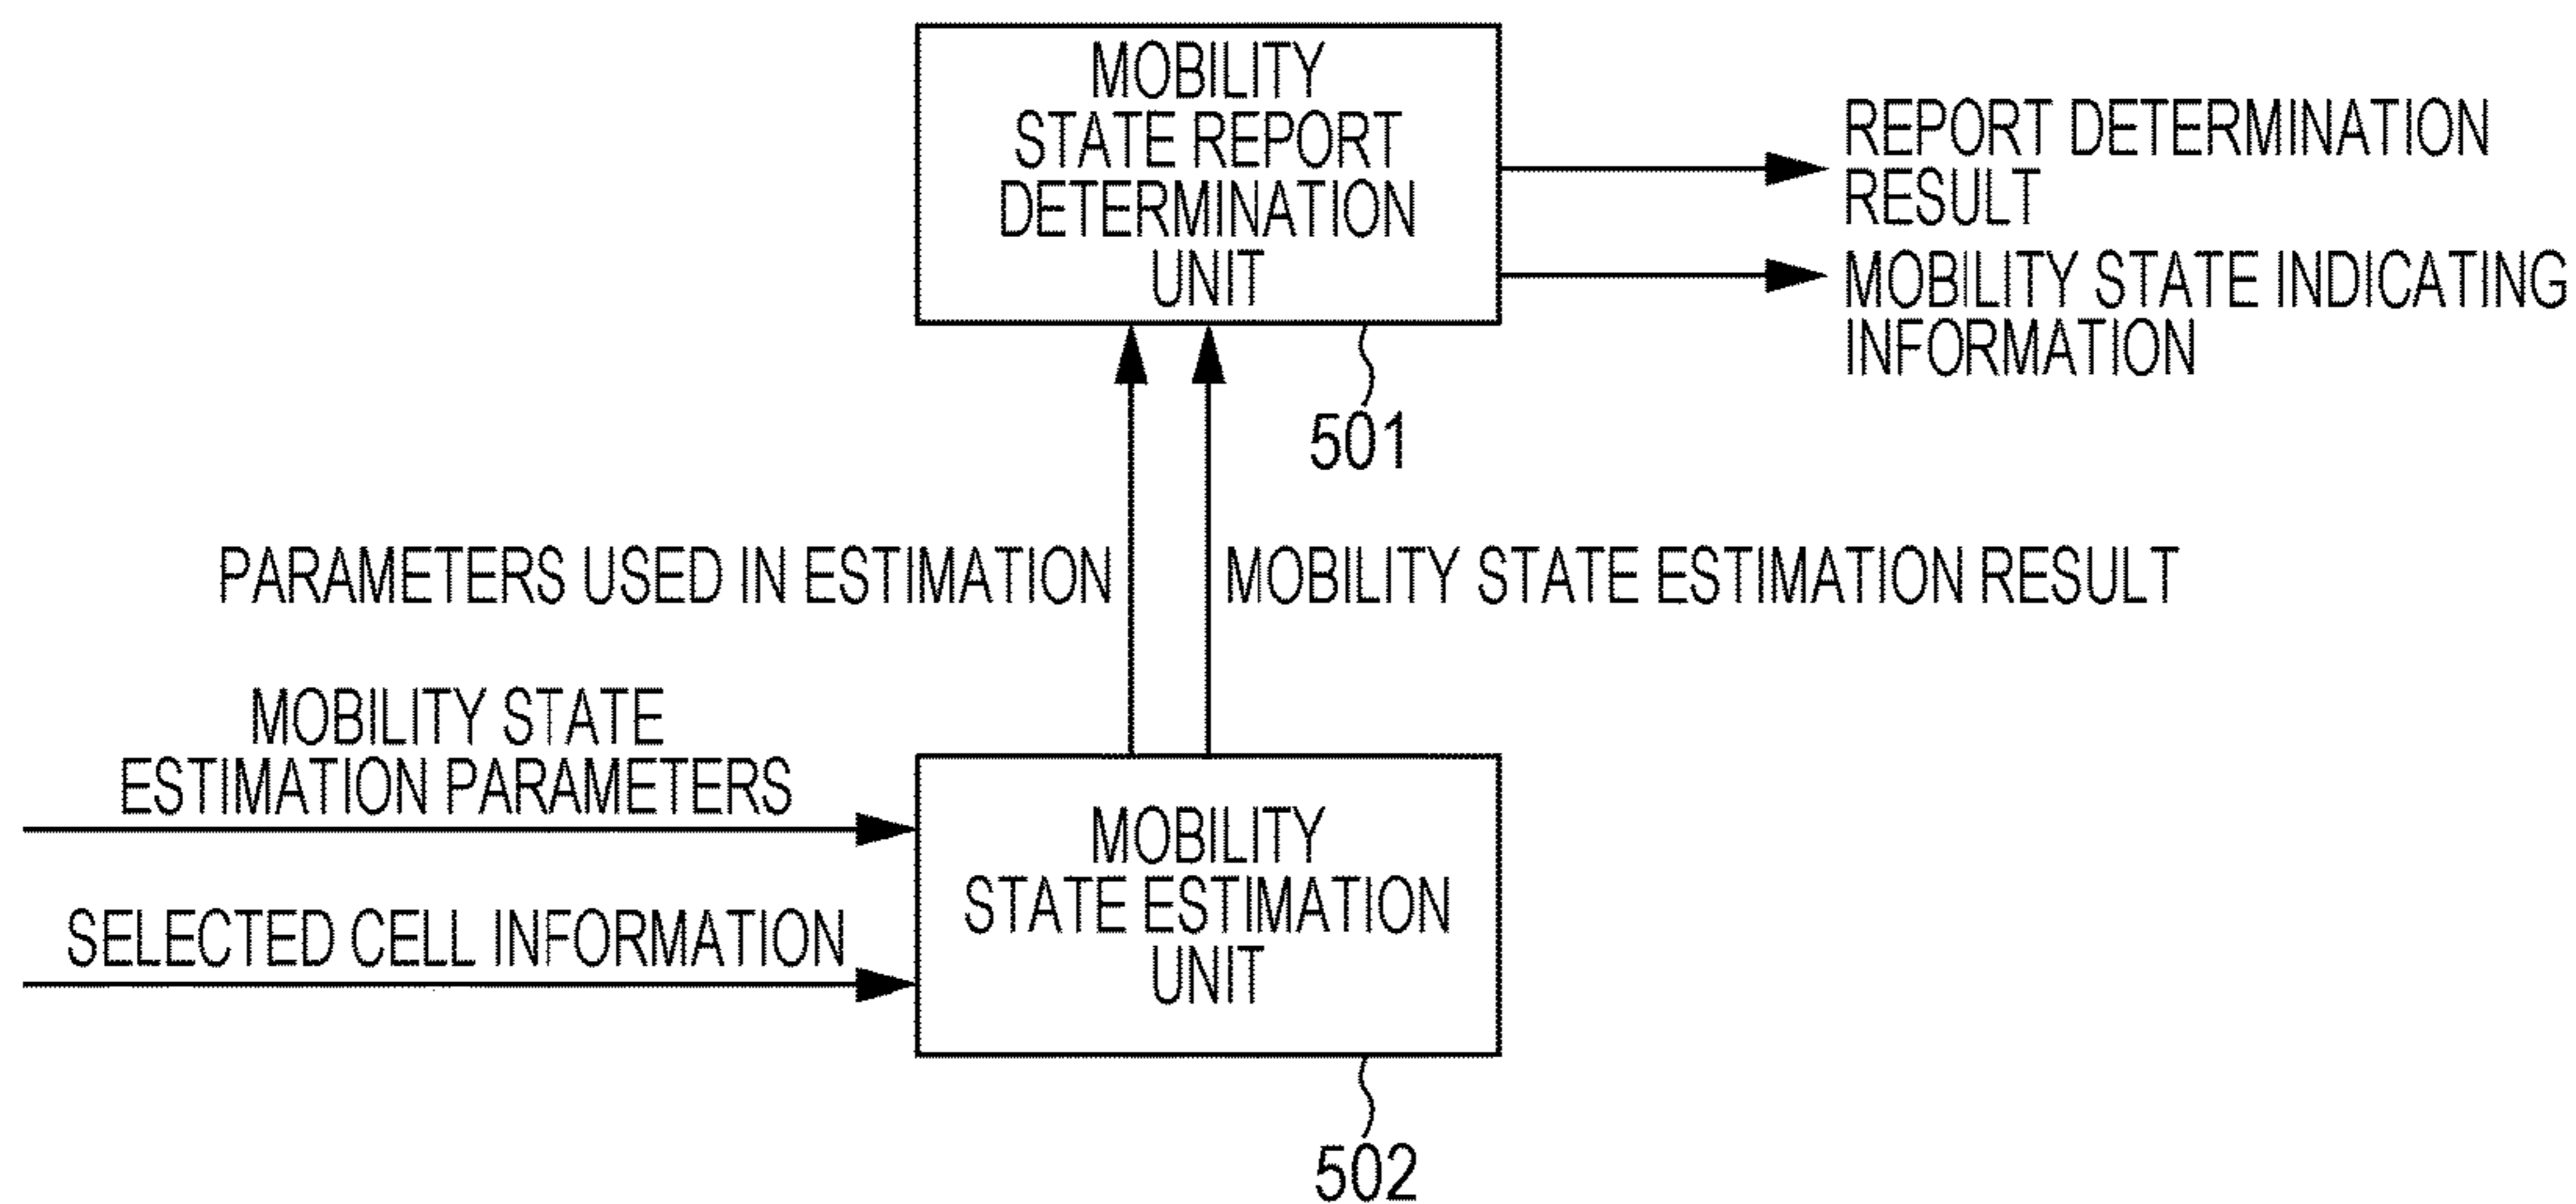 MOBILITY
STATE REPORT
DETERMINATION
UNIT
REPORT DETERMINATION
RESULT
MOBILITY STATE INDICATING
INFORMATION
501
PARAMETERS USED IN ESTIMATION
MOBILITY STATE ESTIMATION RESULT
MOBILITY STATE
ESTIMATION PARAMETERS
SELECTED CELL INFORMATION
MOBILITY
STATE ESTIMATION
UNIT
502